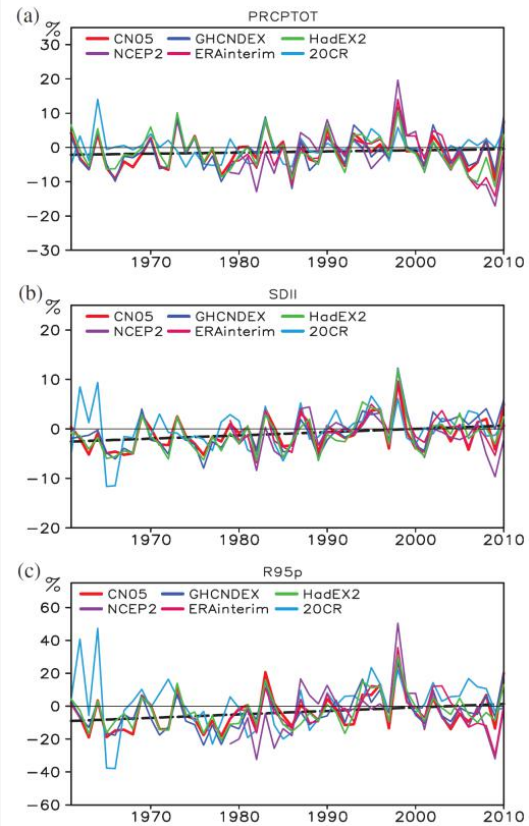 (a)
PRCPTOT
%
CN05 GHCNDEX HadEX2
NCEP2 ERAinterim 20CR
30
20
10
0
−10
−20
−30
1970 1980 1990 2000 2010
(b)
SDII
%
CN05 GHCNDEX HadEX2
NCEP2 ERAinterim 20CR
20
10
0
−10
−20
1970 1980 1990 2000 2010
(c)
R95p
%
CN05 GHCNDEX HadEX2
NCEP2 ERAinterim 20CR
60
40
20
0
−20
−40
−60
1970 1980 1990 2000 2010